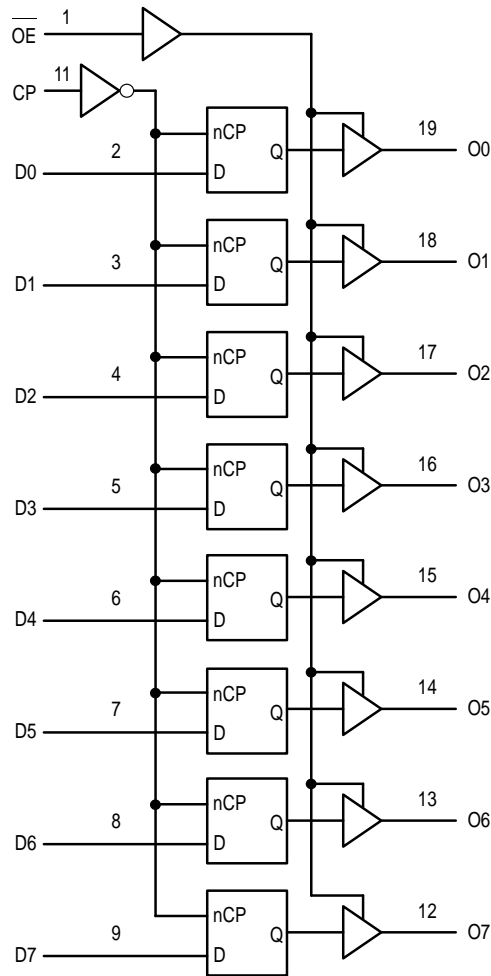 OE 1
CP 11
nCP
D0 2 D Q 19 O0
nCP
D1 3 D Q 18 O1
nCP
D2 4 D Q 17 O2
nCP
D3 5 D Q 16 O3
nCP
D4 6 D Q 15 O4
nCP
D5 7 D Q 14 O5
nCP
D6 8 D Q 13 O6
nCP
D7 9 D Q 12 O7